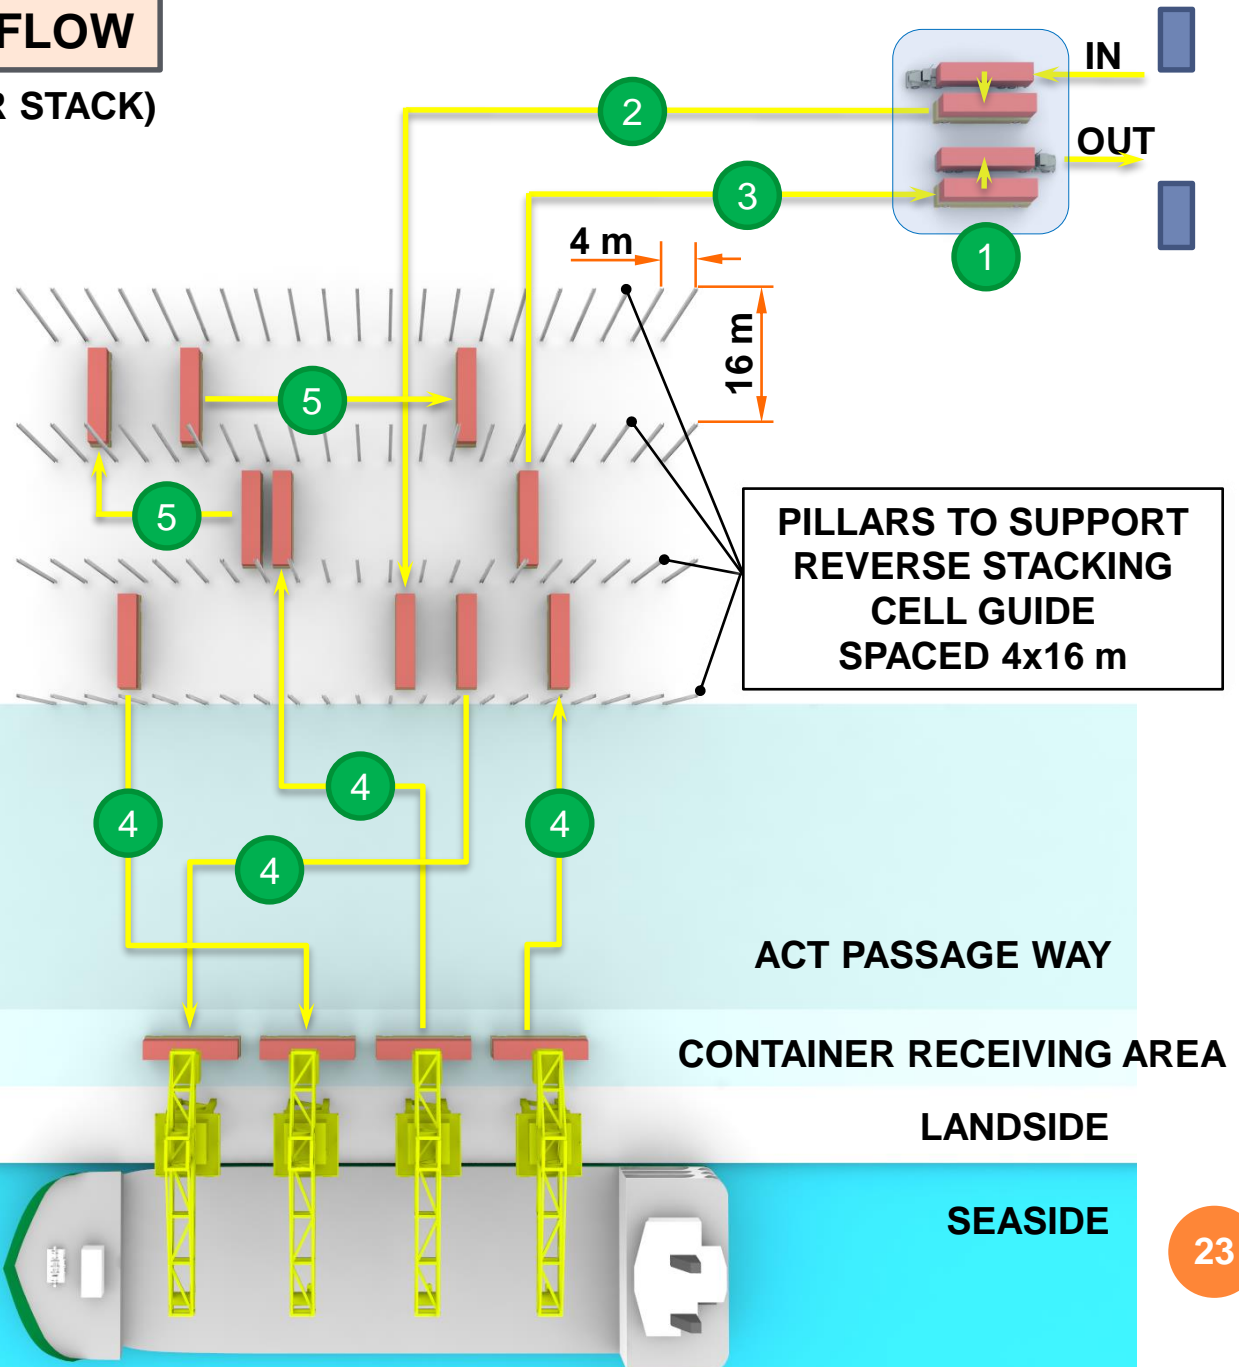 FLOW
R STACK)
IN
2
OUT
3
4 m
1
16 m
5
5
PILLARS TO SUPPORT
REVERSE STACKING
CELL GUIDE
SPACED 4x16 m
4
4
4
4
ACT PASSAGE WAY
CONTAINER RECEIVING AREA
LANDSIDE
SEASIDE
23